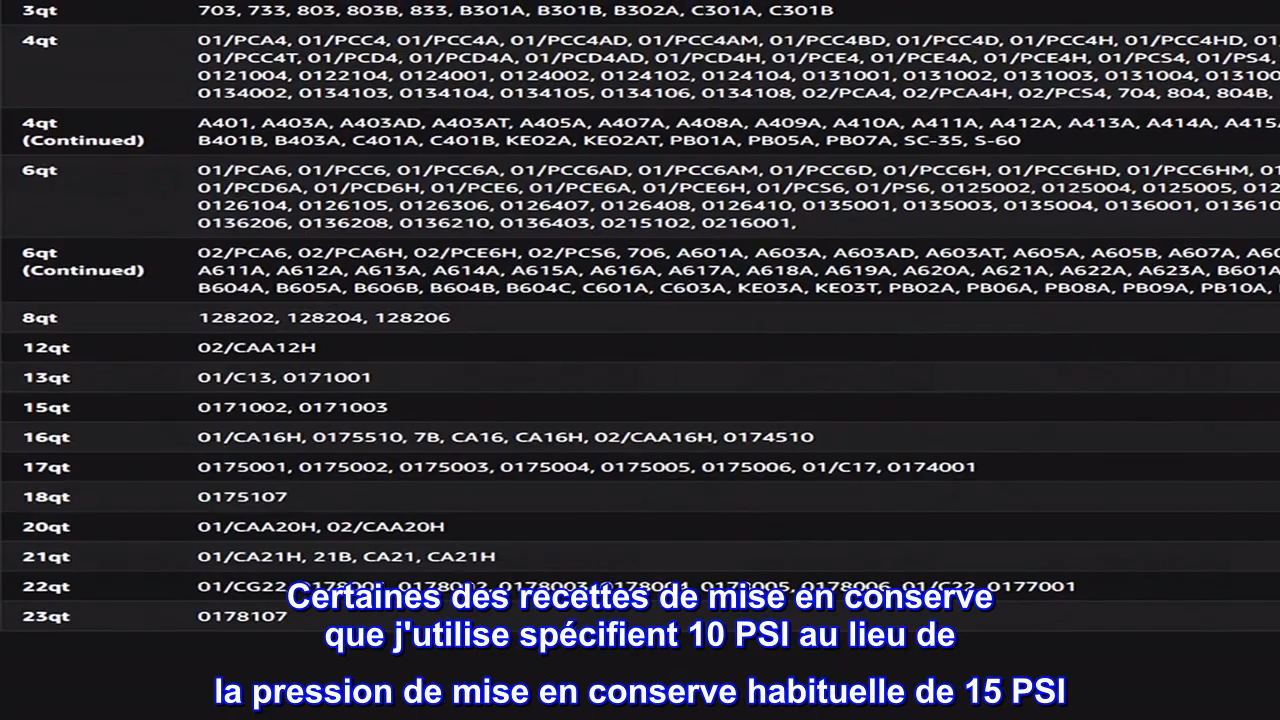 3qt 703, 733, 803, 803B, 833, B301A, B301B, B302A, C301A, C301B
4qt 01/PCA4, 01/PCC4, 01/PCC4A, 01/PCC4AD, 01/PCC4AM, 01/PCC4BD, 01/PCC4D, 01/PCC4H, 01/PCC4HD, 01
01/PCC4T, 01/PCD4, 01/PCD4A, 01/PCD4AD, 01/PCD4H, 01/PCE4, 01/PCE4A, 01/PCE4H, 01/PCS4, 01/PS4,
0121004, 0122104, 0124001, 0124002, 0124102, 0124104, 0131001, 0131002, 0131003, 0131004, 013100
0134002, 0134103, 0134104, 0134105, 0134106, 0134108, 02/PCA4, 02/PCA4H, 02/PCS4, 704, 804, 804B,
4qt A401, A403A, A403AD, A403AT, A405A, A407A, A408A, A409A, A410A, A411A, A412A, A413A, A414A, A415A
(Continued) B401B, B403A, C401A, C401B, KE02A, KE02AT, PB01A, PB05A, PB07A, SC-35, S-60
6qt 01/PCA6, 01/PCC6, 01/PCC6A, 01/PCC6AD, 01/PCC6AM, 01/PCC6D, 01/PCC6H, 01/PCC6HD, 01/PCC6HM, 01
01/PCD6A, 01/PCD6H, 01/PCE6, 01/PCE6A, 01/PCE6H, 01/PCS6, 01/PS6, 0125002, 0125004, 0125005, 012
0126104, 0126105, 0126306, 0126407, 0126408, 0126410, 0135001, 0135003, 0135004, 0136001, 013610
0136206, 0136208, 0136210, 0136403, 0215102, 0216001,
6qt 02/PCA6, 02/PCA6H, 02/PCE6H, 02/PCS6, 706, A601A, A603A, A603AD, A603AT, A605A, A605B, A607A, A60
(Continued) A611A, A612A, A613A, A614A, A615A, A616A, A617A, A618A, A619A, A620A, A621A, A622A, A623A, B601A
B604A, B605A, B606B, B604B, B604C, C601A, C603A, KE03A, KE03T, PB02A, PB06A, PB08A, PB09A, PB10A,
8qt 128202, 128204, 128206
12qt 02/CAA12H
13qt 01/C13, 0171001
15qt 0171002, 0171003
16qt 01/CA16H, 0175510, 7B, CA16, CA16H, 02/CAA16H, 0174510
17qt 0175001, 0175002, 0175003, 0175004, 0175005, 0175006, 01/C17, 0174001
18qt 0175107
20qt 01/CAA20H, 02/CAA20H
21qt 01/CA21H, 21B, CA21, CA21H
22qt 01/CG22, 0178001, 0178002, 0178003, 0178004, 0178005, 0178006, 01/C22, 0177001
23qt 0178107
Certaines des recettes de mise en conserve
que j'utilise spécifient 10 PSI au lieu de
la pression de mise en conserve habituelle de 15 PSI